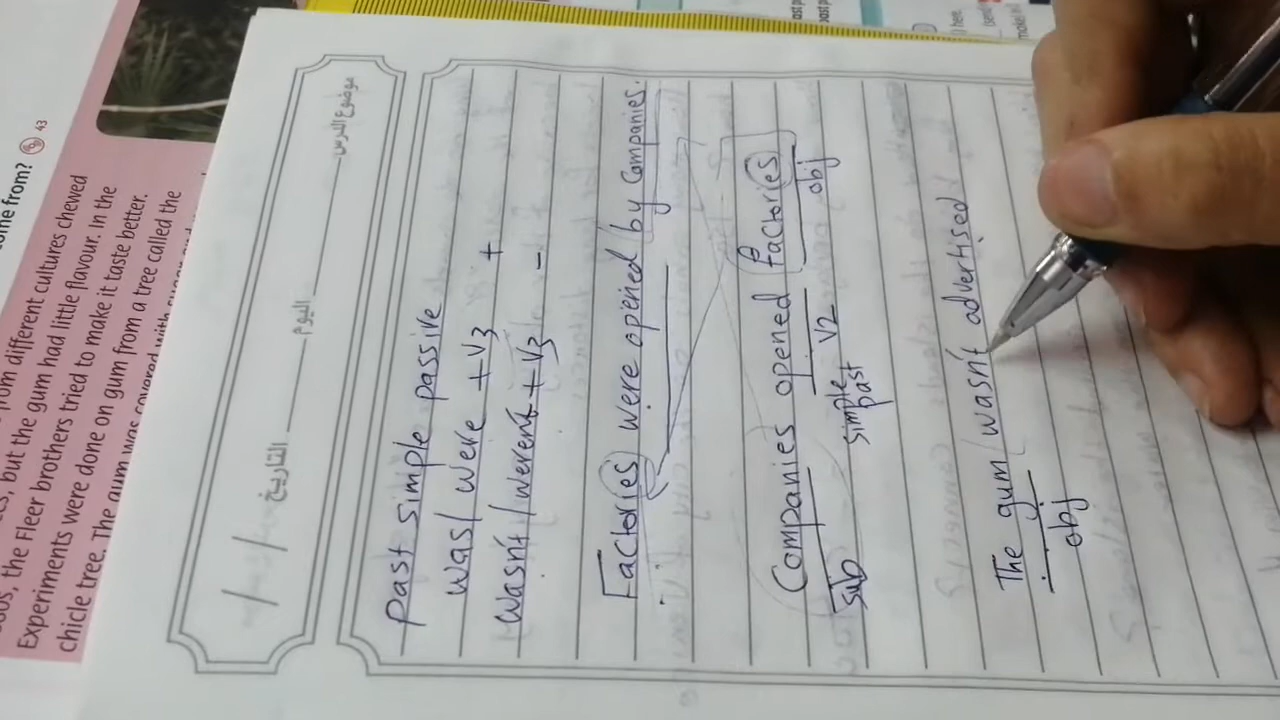 ome from? 43
from different cultures chewed
, the Fleer brothers tried to make it taste better.
, but the gum had little flavour. In the
Experiments were done on gum from a tree called the
chicle tree. The gum was covered with
موضوع الدرس
اليوم
التاريخ / /
past simple passive
was/ were + V3 +
wasn't /weren't + V3 -
Factories were opened by Companies.
Companies opened factories
sub simple past V2 obj
The gum / wasn't advertised
obj
here,
make